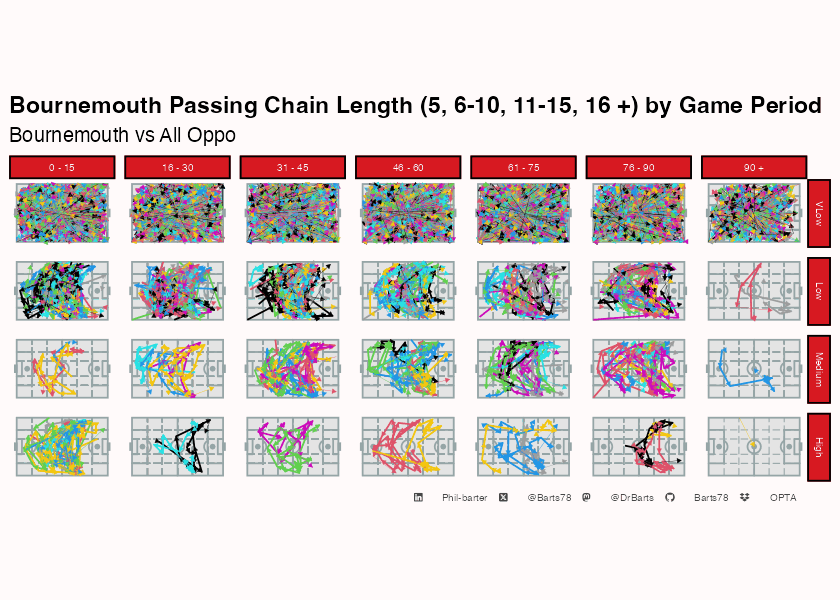 Bournemouth Passing Chain Length (5, 6-10, 11-15, 16 +) by Game Period
Bournemouth vs All Oppo
0 - 15 16 - 30 31 - 45 46 - 60 61 - 75 76 - 90 90 +
VLow
Low
Medium
High
Phil-barter @Barts78 @DrBarts Barts78 OPTA